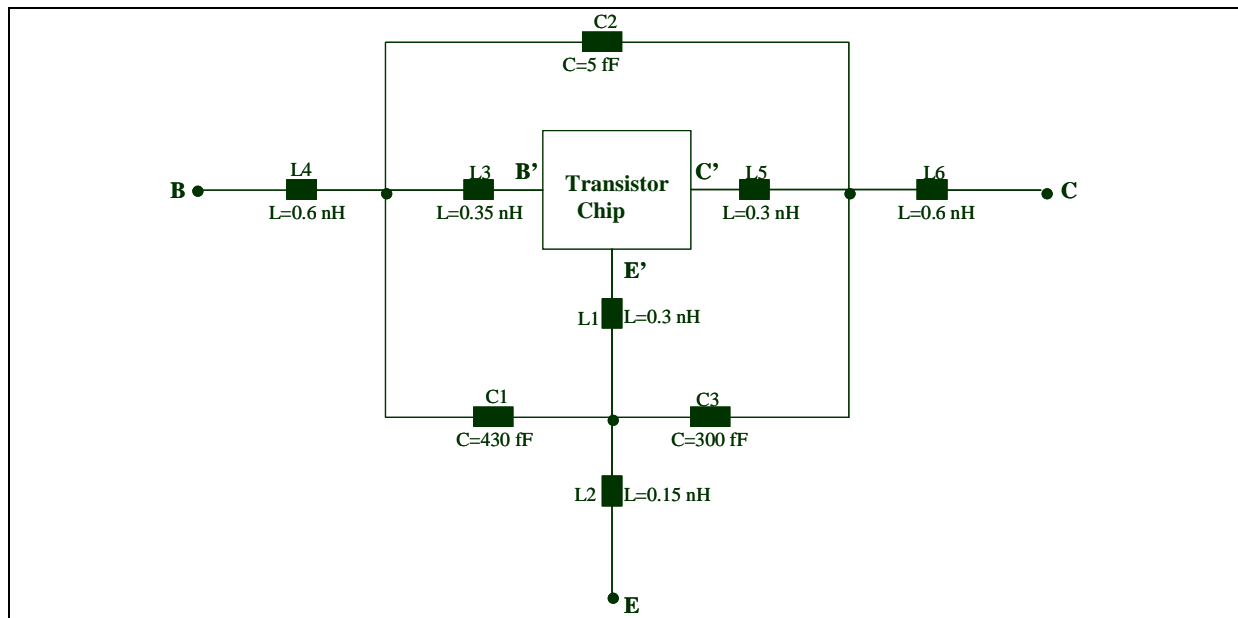 C2
C=5 fF
L4
L3
B’
C’
L5
L6
B
Transistor
Chip
C
L=0.6 nH
L=0.35 nH
L=0.3 nH
L=0.6 nH
E’
L1
L=0.3 nH
C1
C3
C=430 fF
C=300 fF
L2
L=0.15 nH
E